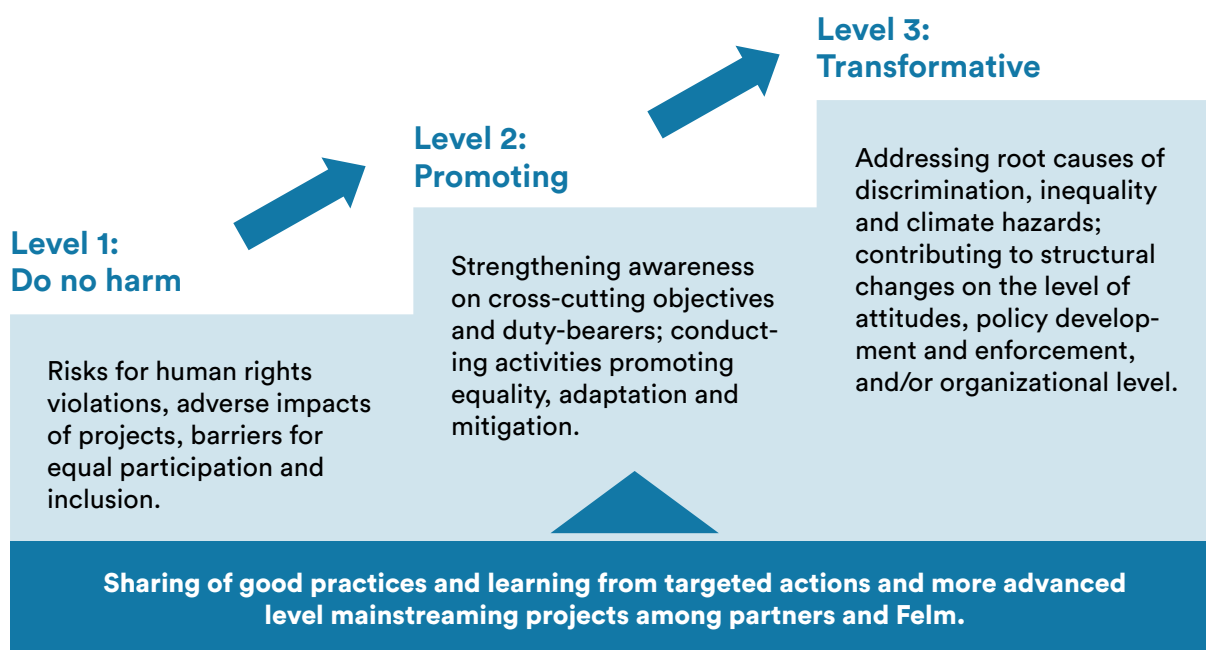 Level 1:
Do no harm
Risks for human rights
violations, adverse impacts
of projects, barriers for
equal participation and
inclusion.
Level 2:
Promoting
Strengthening awareness
on cross-cutting objectives
and duty-bearers; conduct-
ing activities promoting
equality, adaptation and
mitigation.
Level 3:
Transformative
Addressing root causes of
discrimination, inequality
and climate hazards;
contributing to structural
changes on the level of
attitudes, policy develop-
ment and enforcement,
and/or organizational level.
Sharing of good practices and learning from targeted actions and more advanced
level mainstreaming projects among partners and Felm.